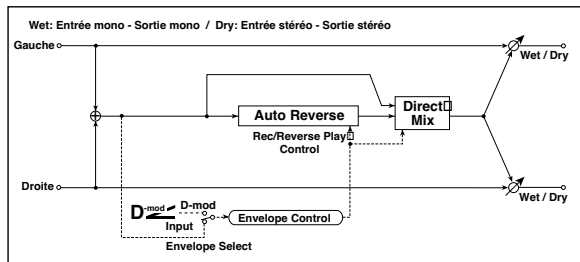 Wet: Entrée mono - Sortie mono / Dry: Entrée stéréo - Sortie stéréo
Gauche
Wet / Dry
Auto Reverse
Direct
Mix
Rec/Reverse Play
Control
Droite
Wet / Dry
D-mod
D-mod
Input
Envelope Control
Envelope Select